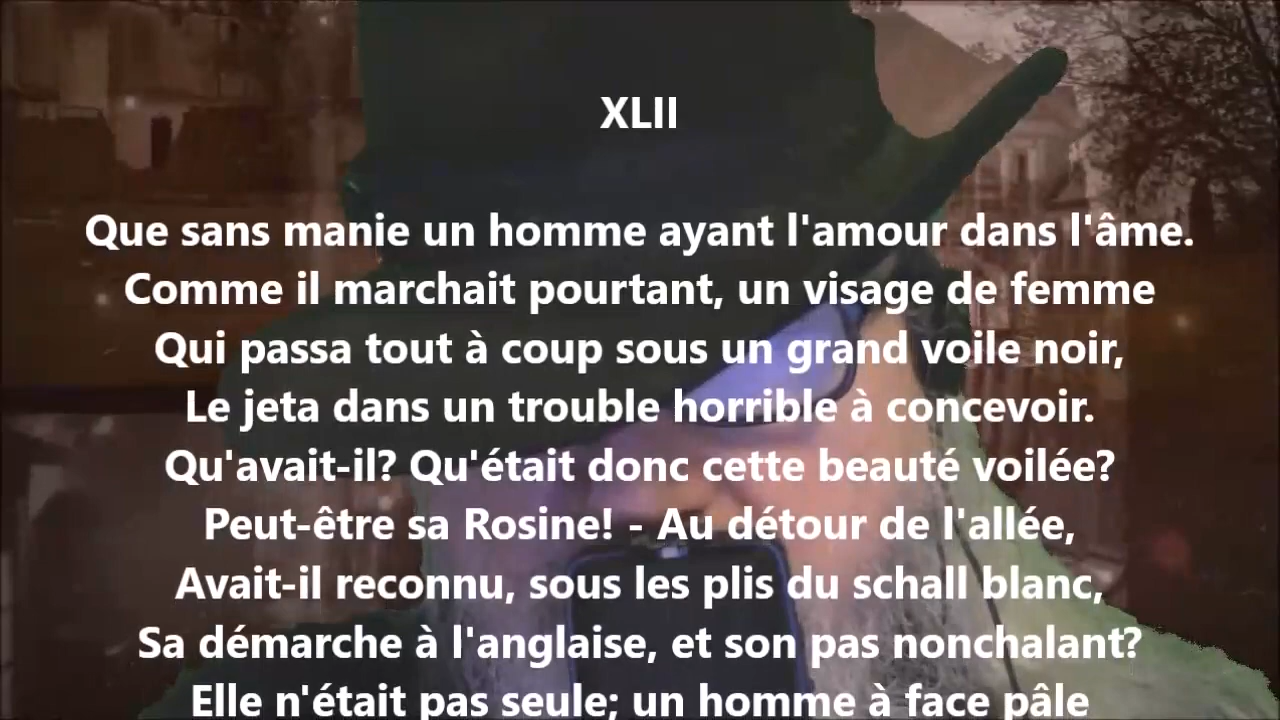 XLII
Que sans manie un homme ayant l'amour dans l'âme.
Comme il marchait pourtant, un visage de femme
Qui passa tout à coup sous un grand voile noir,
Le jeta dans un trouble horrible à concevoir.
Qu'avait-il? Qu'était donc cette beauté voilée?
Peut-être sa Rosine! - Au détour de l'allée,
Avait-il reconnu, sous les plis du schall blanc,
Sa démarche à l'anglaise, et son pas nonchalant?
Elle n'était pas seule; un homme à face pâle